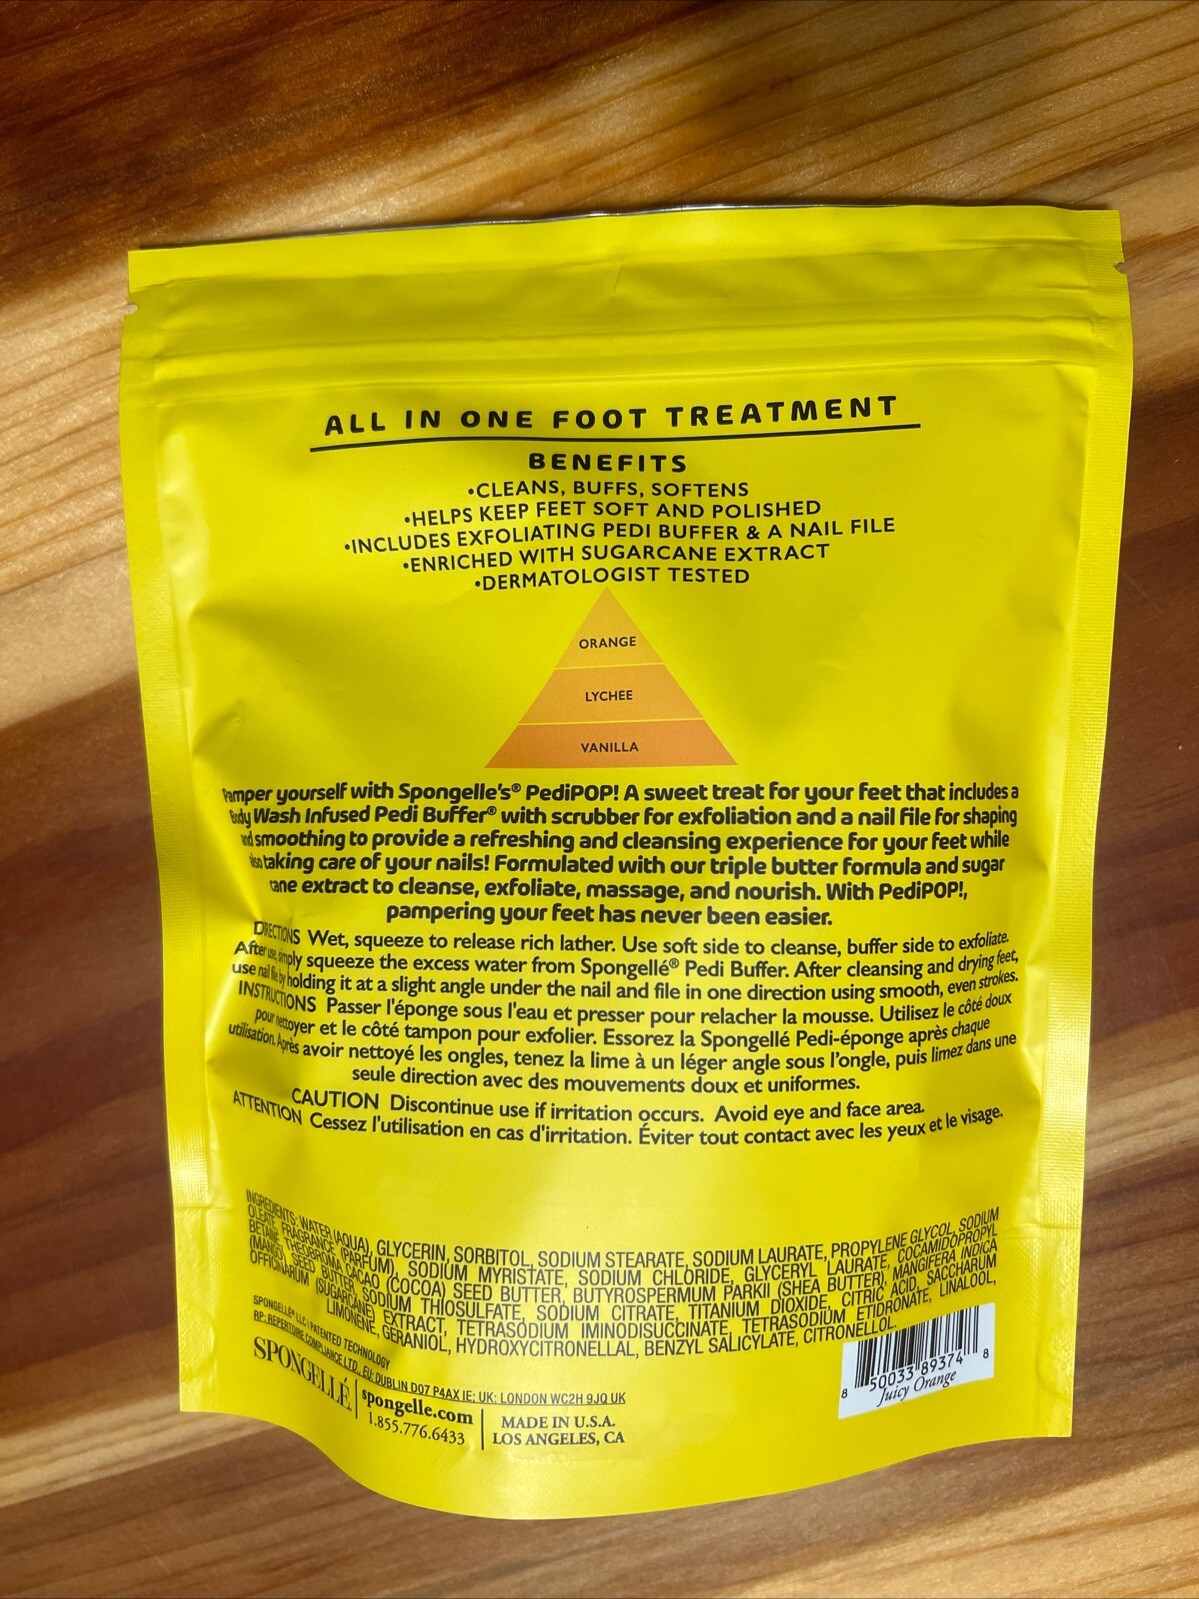 ALL IN ONE FOOT TREATMENT
BENEFITS
•CLEANS, BUFFS, SOFTENS
•HELPS KEEP FEET SOFT AND POLISHED
•INCLUDES EXFOLIATING PEDI BUFFER & A NAIL FILE
•ENRICHED WITH SUGARCANE EXTRACT
•DERMATOLOGIST TESTED
ORANGE
LYCHEE
VANILLA
Pamper yourself with Spongelle's® PediPOP! A sweet treat for your feet that includes a
Body Wash Infused Pedi Buffer® with scrubber for exfoliation and a nail file for shaping
and smoothing to provide a refreshing and cleansing experience for your feet while
also taking care of your nails! Formulated with our triple butter formula and sugar
cane extract to cleanse, exfoliate, massage, and nourish. With PediPOP!,
pampering your feet has never been easier.
DIRECTIONS Wet, squeeze to release rich lather. Use soft side to cleanse, buffer side to exfoliate.
After use, simply squeeze the excess water from Spongellé® Pedi Buffer. After cleansing and drying feet,
use nail file by holding it at a slight angle under the nail and file in one direction using smooth, even strokes.
INSTRUCTIONS Passer l'éponge sous l'eau et presser pour relacher la mousse. Utilisez le côté doux
pour nettoyer et le côté tampon pour exfolier. Essorez la Spongellé Pedi-éponge après chaque
utilisation. Après avoir nettoyé les ongles, tenez la lime à un léger angle sous l'ongle, puis limez dans une
seule direction avec des mouvements doux et uniformes.
CAUTION Discontinue use if irritation occurs. Avoid eye and face area.
ATTENTION Cessez l'utilisation en cas d'irritation. Éviter tout contact avec les yeux et le visage.
INGREDIENTS: WATER (AQUA), GLYCERIN, SORBITOL, SODIUM STEARATE, SODIUM LAURATE, PROPYLENE GLYCOL, SODIUM
OLEATE, FRAGRANCE (PARFUM), SODIUM MYRISTATE, SODIUM CHLORIDE, GLYCERYL LAURATE, COCAMIDOPROPYL
BETAINE, THEOBROMA CACAO (COCOA) SEED BUTTER, BUTYROSPERMUM PARKII (SHEA BUTTER), MANGIFERA INDICA
(MANGO) SEED BUTTER, SODIUM THIOSULFATE, SODIUM CITRATE, TITANIUM DIOXIDE, CITRIC ACID, SACCHARUM
OFFICINARUM (SUGARCANE) EXTRACT, TETRASODIUM IMINODISUCCINATE, TETRASODIUM ETIDRONATE, LINALOOL,
LIMONENE, GERANIOL, HYDROXYCITRONELLAL, BENZYL SALICYLATE, CITRONELLOL.
SPONGELLÉ® LLC | PATENTED TECHNOLOGY
RP: REPERTOIRE COMPLIANCE LTD., EU: DUBLIN D07 P4AX IE; UK: LONDON WC2H 9JQ UK
SPONGELLÉ.
spongelle.com
1.855.776.6433
MADE IN U.S.A.
LOS ANGELES, CA
8 50033 89374 8
Juicy Orange